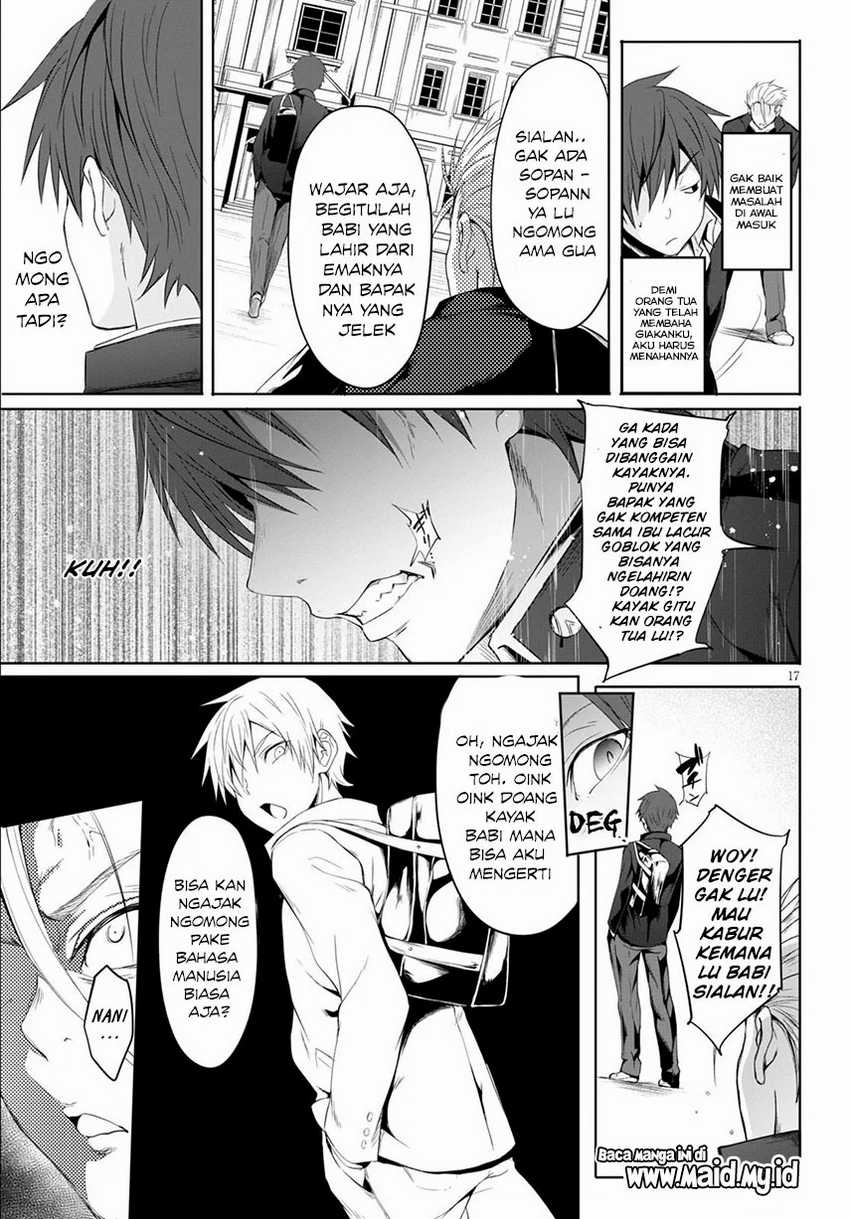 GAK BAIK
MEMBUAT
MASALAH
DI AWAL
MASUK
DEMI
ORANG TUA
YANG TELAH
MEMBAHA
GIAKANKU,
AKU HARUS
MENAHANNYA
SIALAN..
GAK ADA
SOPAN -
SOPANN
YA LU
NGOMONG
AMA GUA
WAJAR AJA,
BEGITULAH
BABI YANG
LAHIR DARI
EMAKNYA
DAN BAPAK
NYA YANG
JELEK
NGO
MONG
APA
TADI?
GA KADA
YANG BISA
DIBANGGAIN
KAYAKNYA.
PUNYA
BAPAK YANG
GAK KOMPETEN
SAMA IBU LACUR
GOBLOK YANG
BISANYA
NGELAHIRIN
DOANG!?
KAYAK GITU
KAN ORANG
TUA LU!?
KUH!!
17
WOY!
DENGER
GAK LU!
MAU
KABUR
KEMANA
LU BABI
SIALAN!!
DEG
OH, NGAJAK
NGOMONG
TOH. OINK
OINK DOANG
KAYAK
BABI MANA
BISA AKU
MENGERTI
BISA KAN
NGAJAK
NGOMONG
PAKE
BAHASA
MANUSIA
BIASA
AJA?
NANI
...
Baca manga ini di
www.Maid.My.id